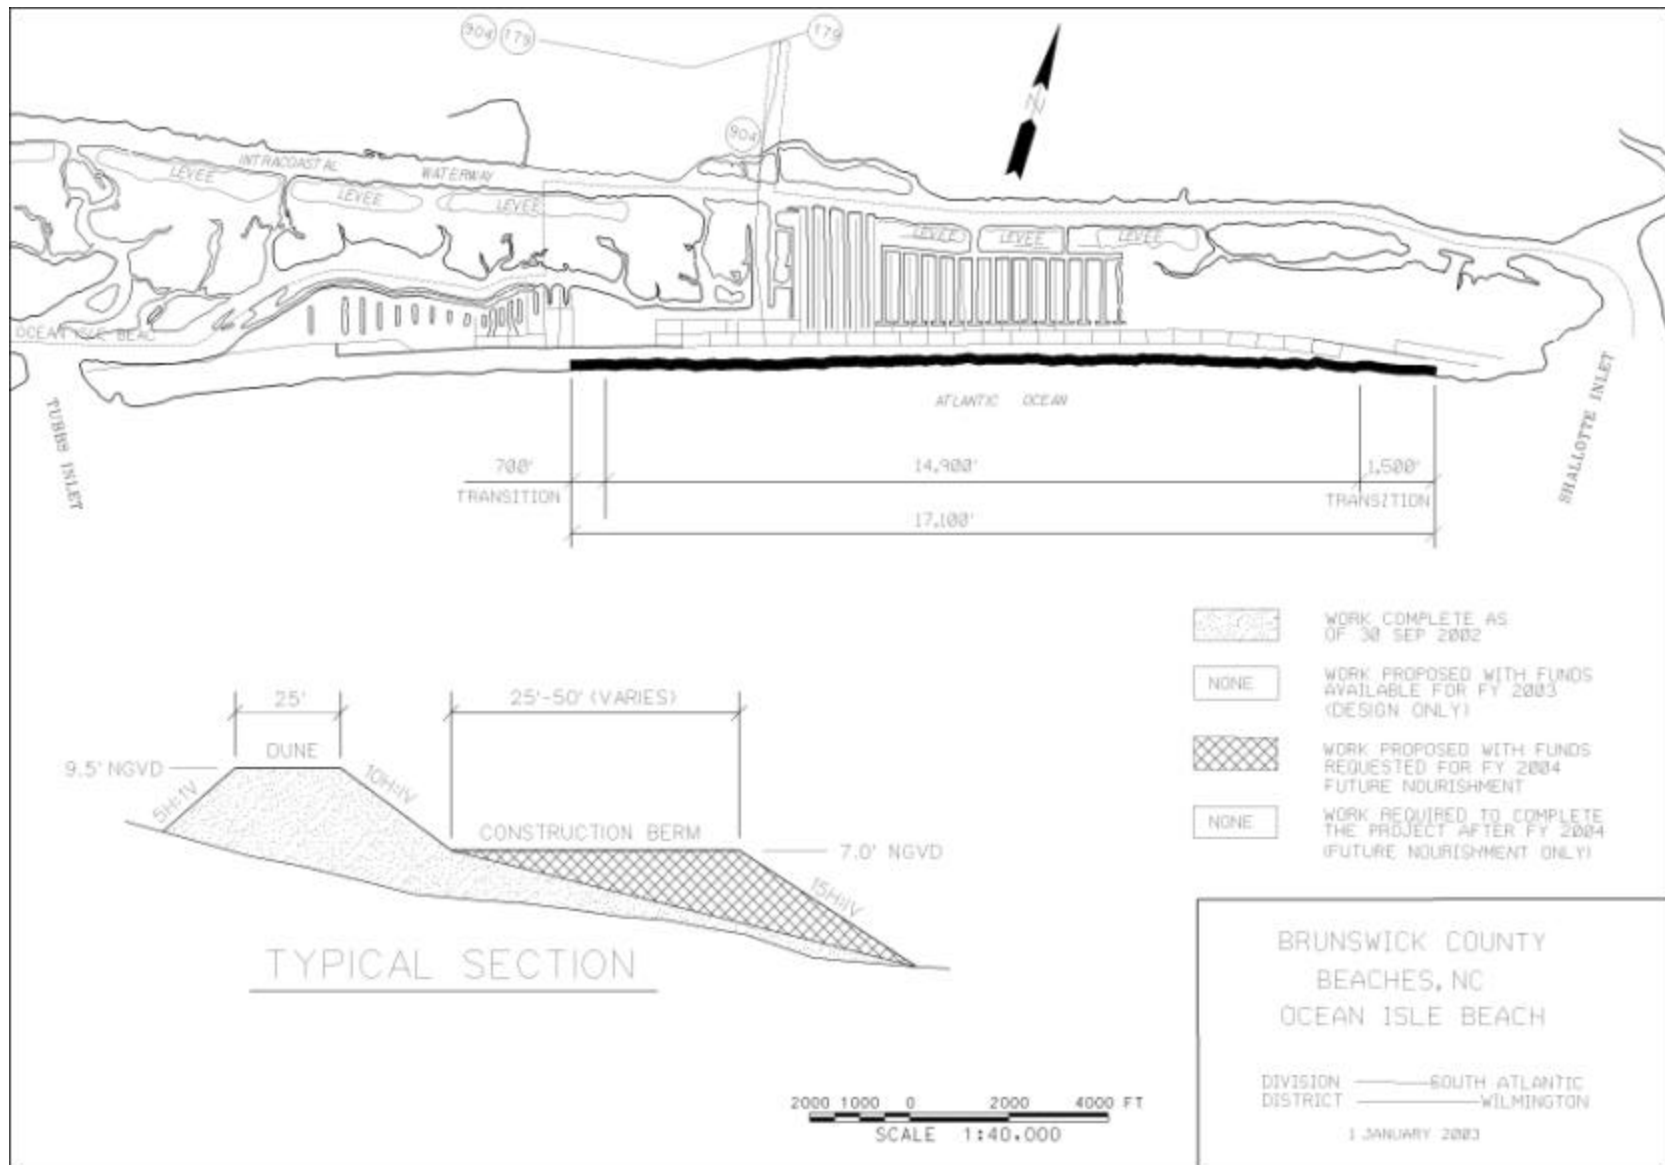 904 179 179
904
INTRACOASTAL WATERWAY
LEVEE
LEVEE
LEVEE
LEVEE
LEVEE
LEVEE
N
OCEAN ISLE BEAC
TUBBS INLET
SHALLOTTE INLET
ATLANTIC OCEAN
700'
14,900'
1,500'
TRANSITION
TRANSITION
17,100'
WORK COMPLETE AS
OF 30 SEP 2002
NONE
WORK PROPOSED WITH FUNDS
AVAILABLE FOR FY 2003
(DESIGN ONLY)
WORK PROPOSED WITH FUNDS
REQUESTED FOR FY 2004
FUTURE NOURISHMENT
NONE
WORK REQUIRED TO COMPLETE
THE PROJECT AFTER FY 2004
(FUTURE NOURISHMENT ONLY)
25'
25'-50' (VARIES)
DUNE
9.5' NGVD
5H:1V
10H:1V
CONSTRUCTION BERM
7.0' NGVD
15H:1V
TYPICAL SECTION
BRUNSWICK COUNTY
BEACHES, NC
OCEAN ISLE BEACH
DIVISION SOUTH ATLANTIC
DISTRICT WILMINGTON
1 JANUARY 2003
2000 1000 0 2000 4000 FT
SCALE 1:40,000